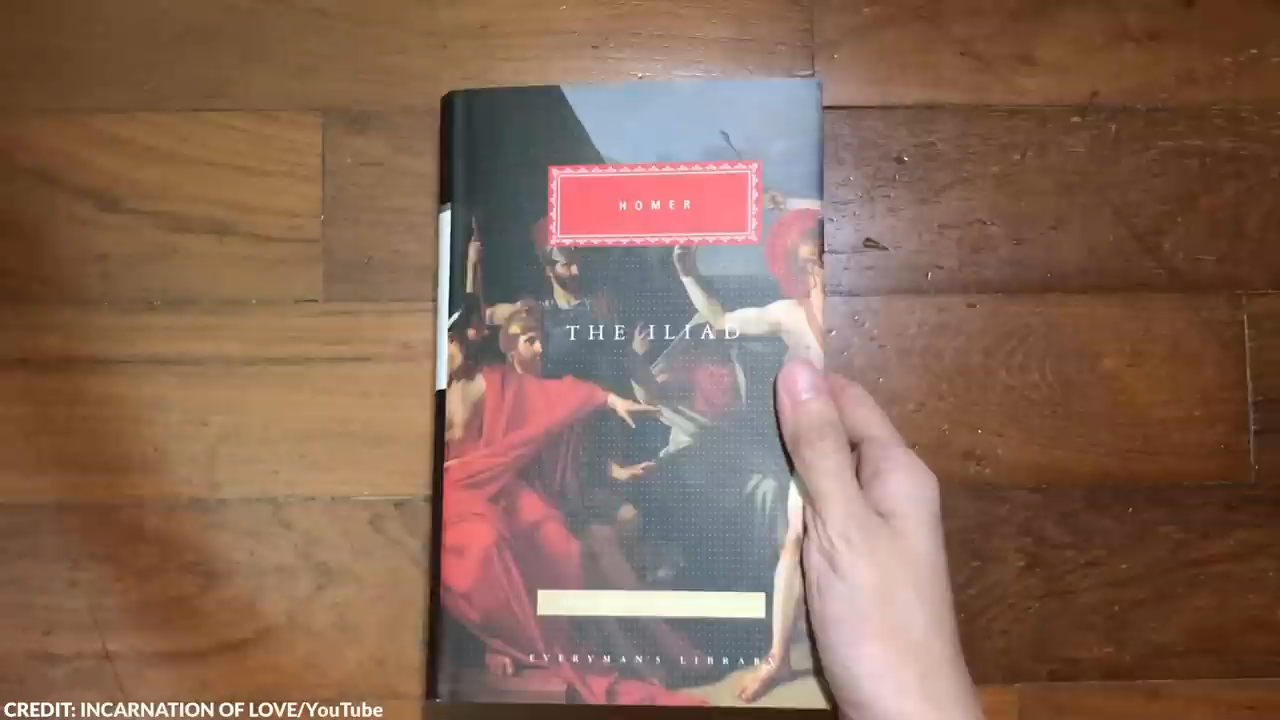 HOMER
THE ILIAD
EVERYMAN'S LIBRARY
CREDIT: INCARNATION OF LOVE/YouTube